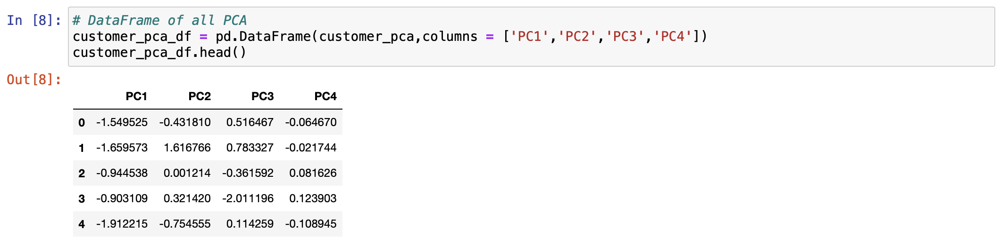 In [8]: # DataFrame of all PCA
customer_pca_df = pd.DataFrame(customer_pca,columns = ['PC1','PC2','PC3','PC4'])
customer_pca_df.head()
Out[8]:
PC1 PC2 PC3 PC4
0 -1.549525 -0.431810 0.516467 -0.064670
1 -1.659573 1.616766 0.783327 -0.021744
2 -0.944538 0.001214 -0.361592 0.081626
3 -0.903109 0.321420 -2.011196 0.123903
4 -1.912215 -0.754555 0.114259 -0.108945